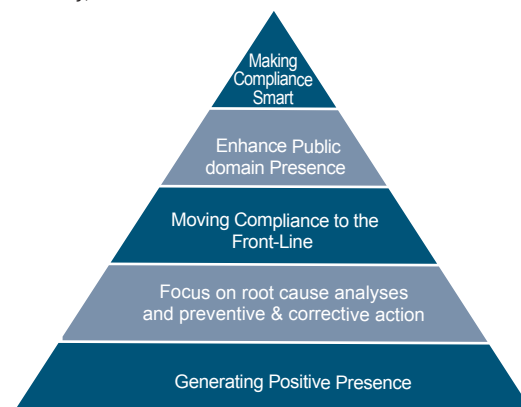 Making
Compliance
Smart
Enhance Public
domain Presence
Moving Compliance to the
Front-Line
Focus on root cause analyses
and preventive & corrective action
Generating Positive Presence